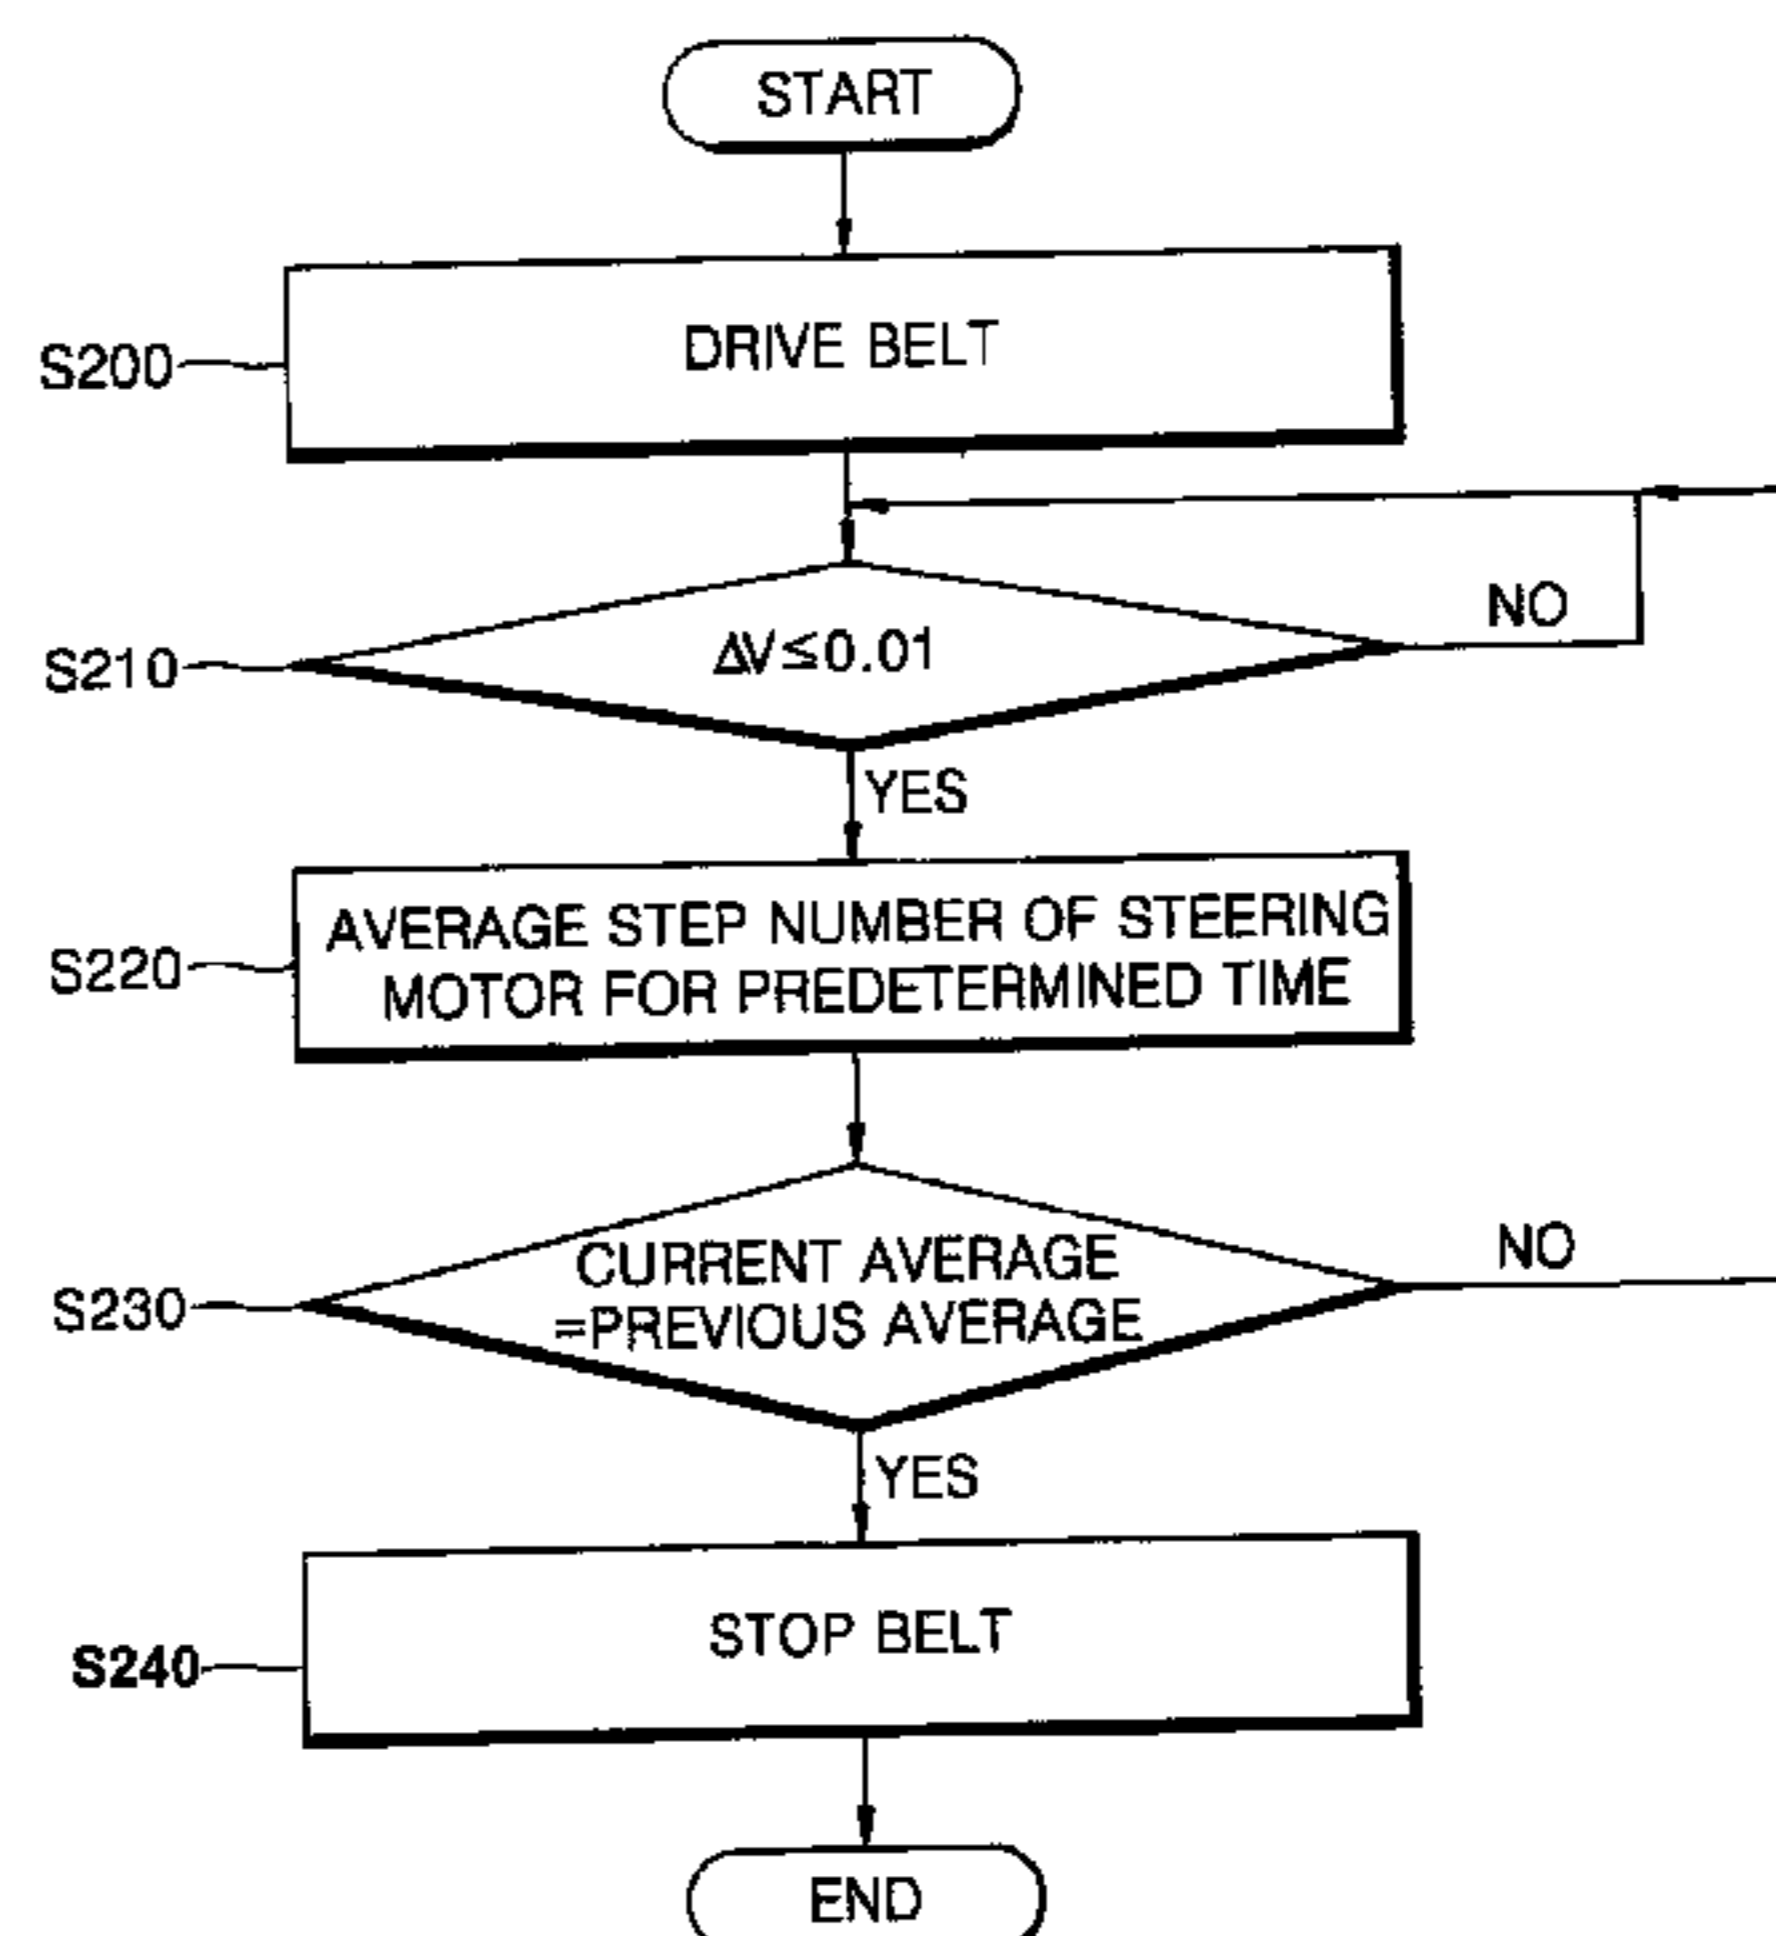 START
DRIVE BELT
S200
NO
ΔV≤0.01
S210
YES
AVERAGE STEP NUMBER OF STEERING
MOTOR FOR PREDETERMINED TIME
S220
NO
CURRENT AVERAGE
=PREVIOUS AVERAGE
S230
YES
STOP BELT
S240
END